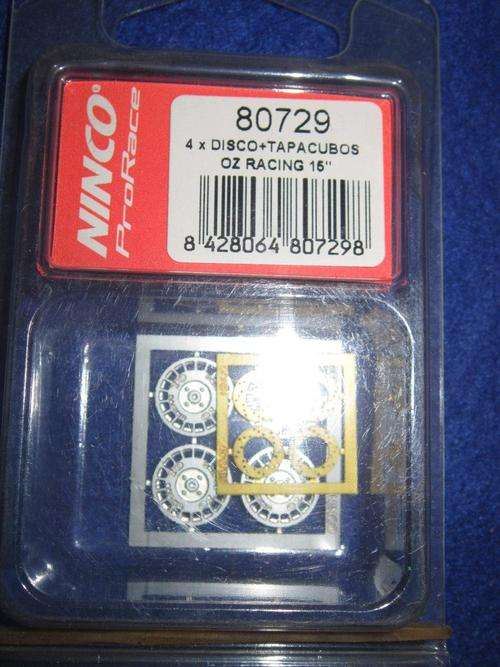 NINCO®
ProRace
80729
4 x DISCO+TAPACUBOS
OZ RACING 15"
8 428064 807298